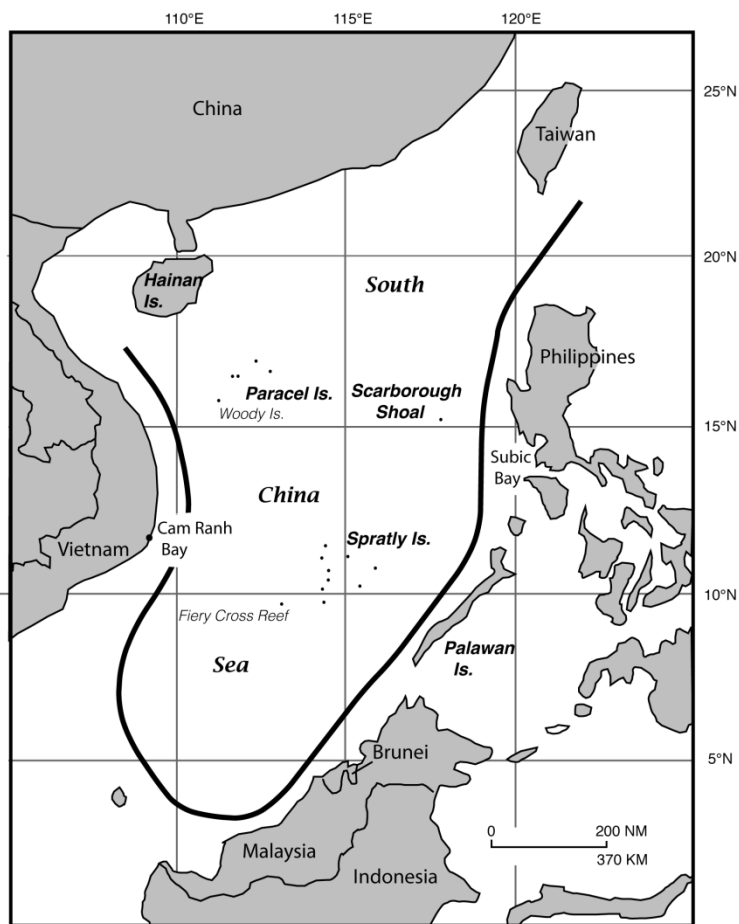 110°E
115°E
120°E
China
25°N
Taiwan
20°N
Hainan
Is.
South
Philippines
Paracel Is.
Woody Is.
Scarborough
Shoal
15°N
Subic
Bay
China
Cam Ranh
Bay
Vietnam
Spratly Is.
10°N
Fiery Cross Reef
Sea
Palawan
Is.
Brunei
5°N
0
200 NM
370 KM
Malaysia
Indonesia